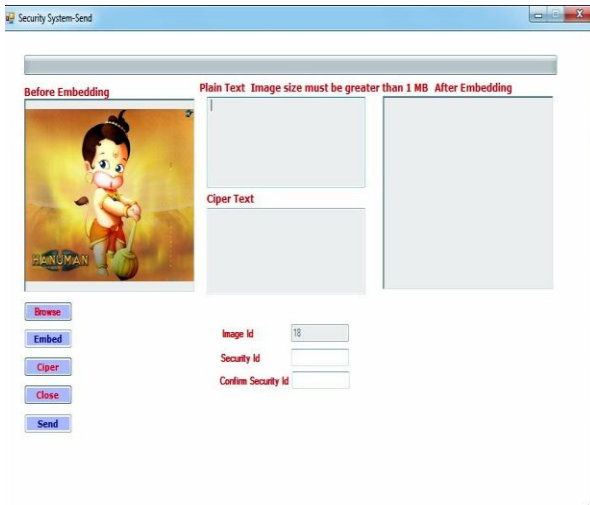 Security System-Send
Before Embedding
Plain Text Image size must be greater than 1 MB After Embedding
HANUMAN
Ciper Text
Browse
Embed
Ciper
Close
Send
Image Id 18
Security Id
Confirm Security Id